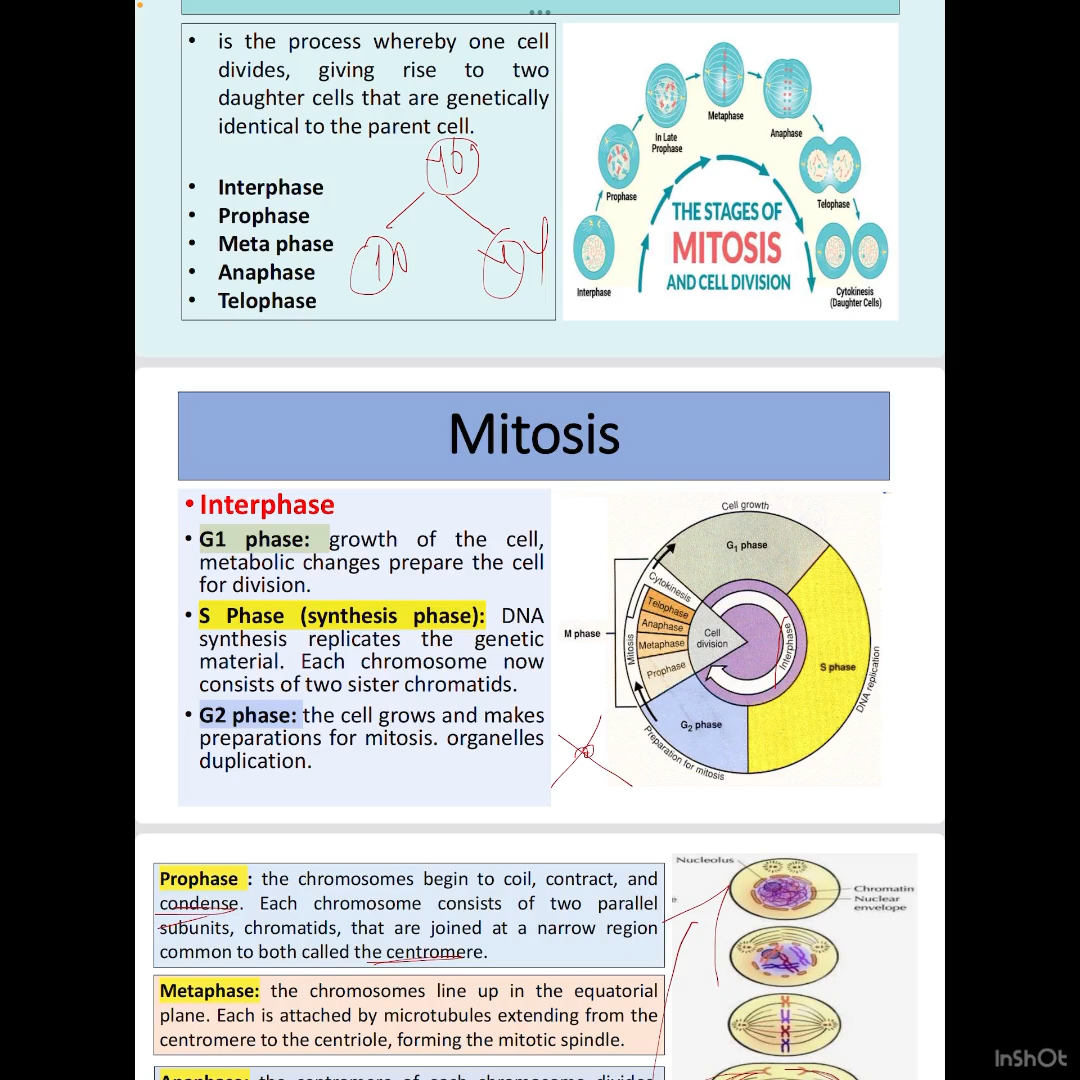 • is the process whereby one cell
divides, giving rise to two
daughter cells that are genetically
identical to the parent cell.
• Interphase
• Prophase
• Meta phase
• Anaphase
• Telophase
Interphase
Prophase
In Late
Prophase
Metaphase
Anaphase
Telophase
Cytokinesis
(Daughter Cells)
THE STAGES OF
MITOSIS
AND CELL DIVISION
Mitosis
• Interphase
• G1 phase: growth of the cell,
metabolic changes prepare the cell
for division.
• S Phase (synthesis phase): DNA
synthesis replicates the genetic
material. Each chromosome now
consists of two sister chromatids.
• G2 phase: the cell grows and makes
preparations for mitosis. organelles
duplication.
Cell growth
G1 phase
Cytokinesis
Telophase
Anaphase
Metaphase
Prophase
Mitosis
M phase
Cell
division
Interphase
S phase
DNA replication
G2 phase
Preparation for mitosis
Prophase : the chromosomes begin to coil, contract, and
condense. Each chromosome consists of two parallel
subunits, chromatids, that are joined at a narrow region
common to both called the centromere.
Nucleolus
Chromatin
Nuclear
envelope
Metaphase: the chromosomes line up in the equatorial
plane. Each is attached by microtubules extending from the
centromere to the centriole, forming the mitotic spindle.
Anaphase: the centromere of each chromosome divides,
InShOt